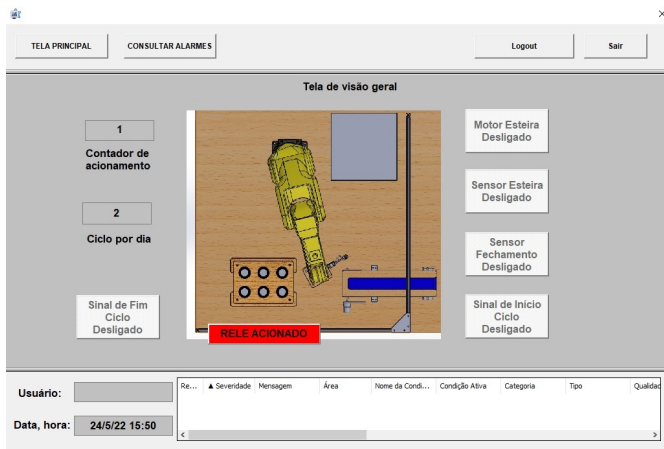 TELA PRINCIPAL
CONSULTAR ALARMES
Logout
Sair
Tela de visão geral
1
Contador de
acionamento
2
Ciclo por dia
Sinal de Fim
Ciclo
Desligado
RELE ACIONADO
Motor Esteira
Desligado
Sensor Esteira
Desligado
Sensor
Fechamento
Desligado
Sinal de Início
Ciclo
Desligado
Usuário:
Data, hora:
24/5/22 15:50
Re... ▲ Severidade Mensagem Área Nome da Condi... Condição Ativa Categoria Tipo Qualidad